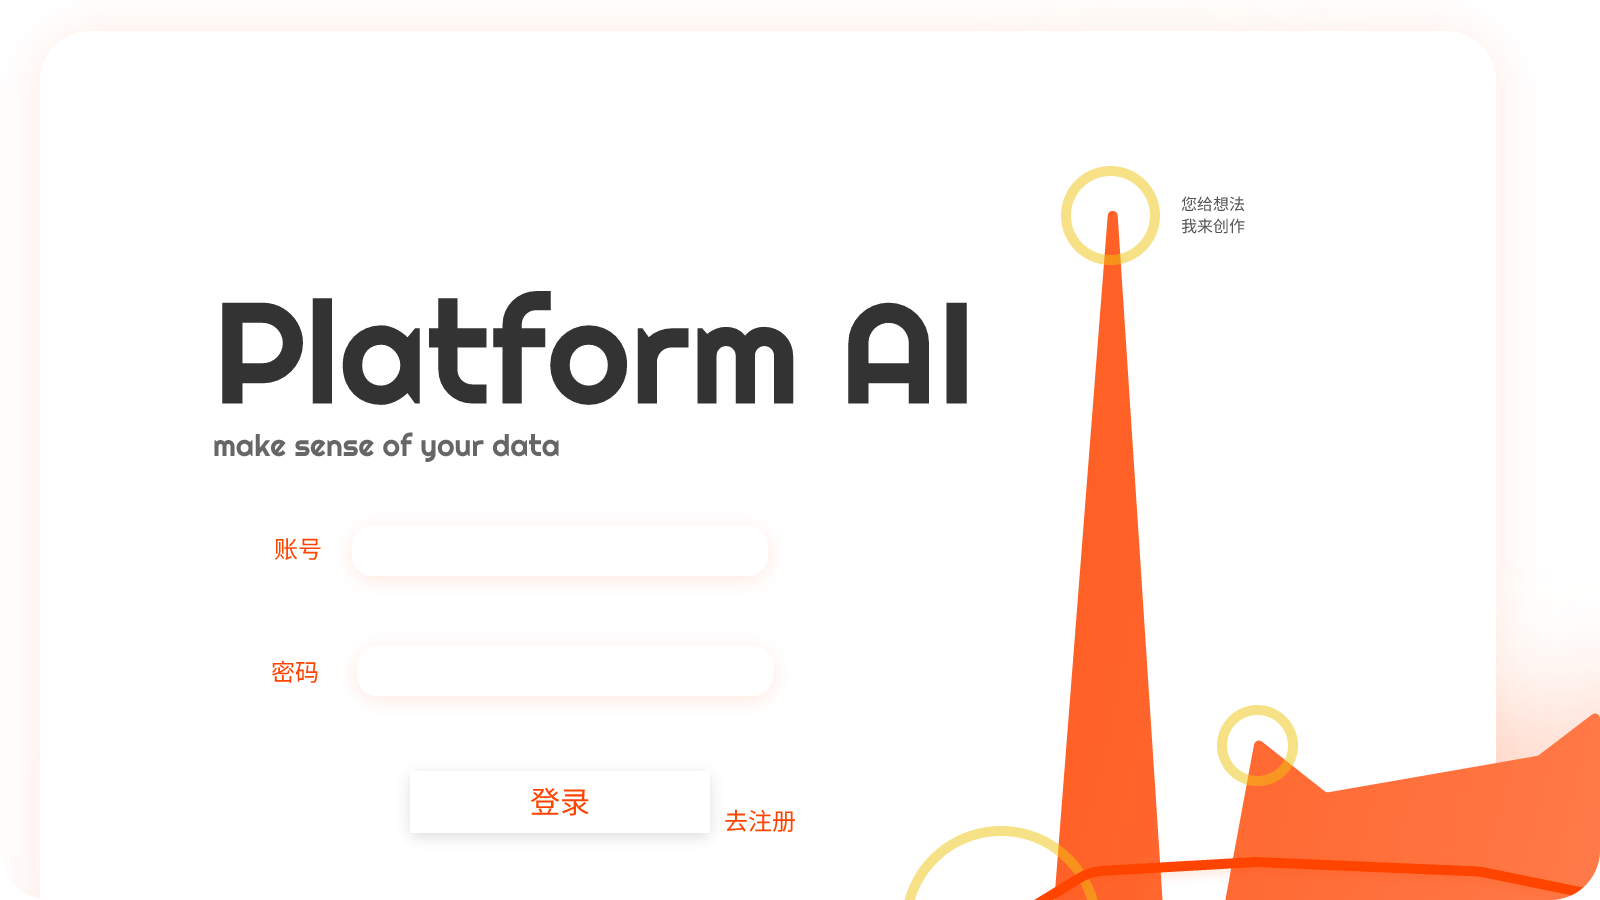 您给想法
我来创作
Platform AI
make sense of your data
账号
密码
登录
去注册